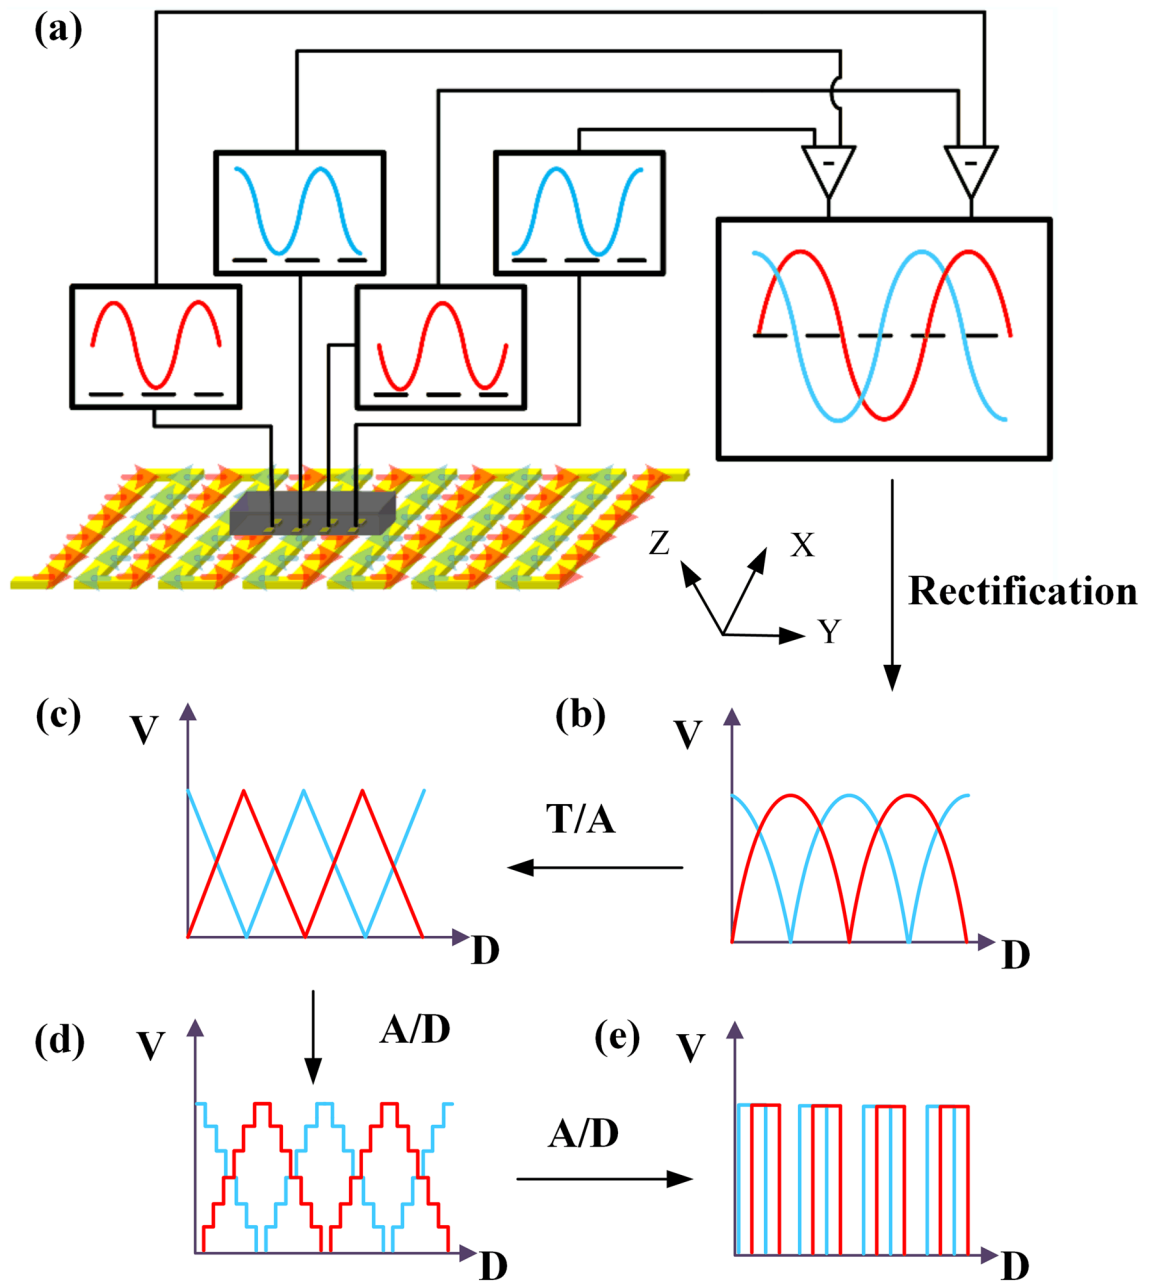 (a)
-
-
Z
X
Y
Rectification
(c)
V
D
T/A
(b)
V
D
A/D
(d)
V
D
A/D
(e)
V
D